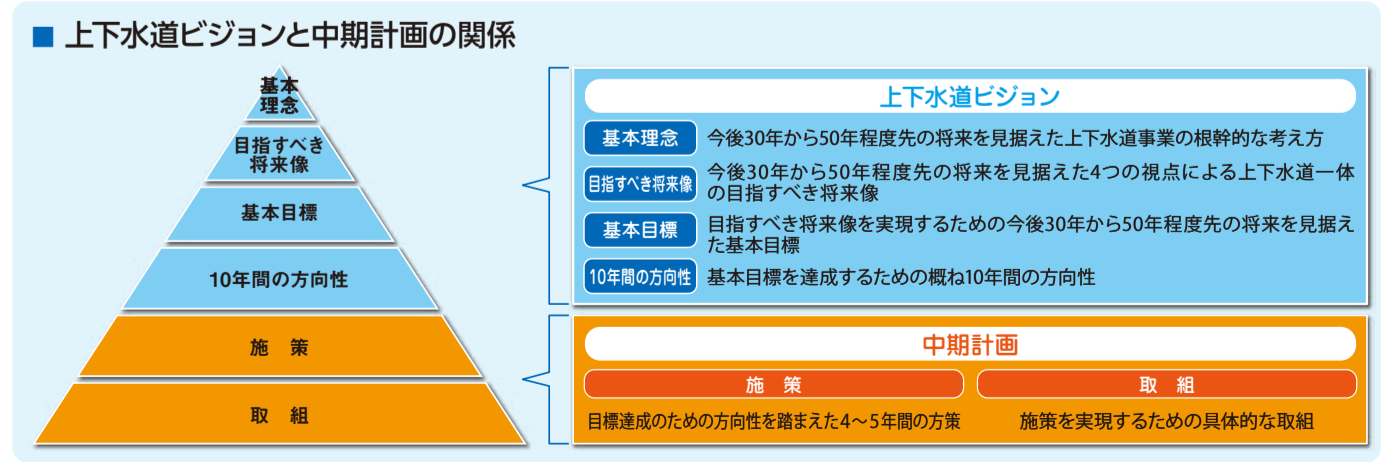 ■ 上下水道ビジョンと中期計画の関係
基本
理念
目指すべき
将来像
基本目標
10年間の方向性
施 策
取 組
上下水道ビジョン
基本理念 今後30年から50年程度先の将来を見据えた上下水道事業の根幹的な考え方
目指すべき将来像 今後30年から50年程度先の将来を見据えた4つの視点による上下水道一体
の目指すべき将来像
基本目標 目指すべき将来像を実現するための今後30年から50年程度先の将来を見据え
た基本目標
10年間の方向性 基本目標を達成するための概ね10年間の方向性
中期計画
施 策 取 組
目標達成のための方向性を踏まえた4〜5年間の方策 施策を実現するための具体的な取組